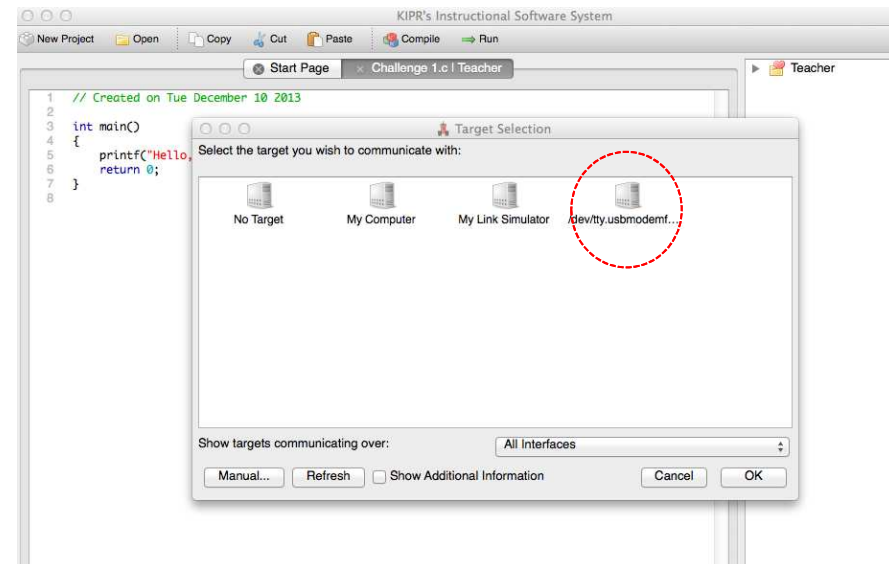 KIPR's Instructional Software System
New Project Open Copy Cut Paste Compile Run
Start Page Challenge 1.c | Teacher
Teacher
1 // Created on Tue December 10 2013
2
3 int main()
4 {
5 printf("Hello,
6 return 0;
7 }
8
Target Selection
Select the target you wish to communicate with:
No Target My Computer My Link Simulator /dev/tty.usbmodemf...
Show targets communicating over: All Interfaces
Manual... Refresh Show Additional Information Cancel OK